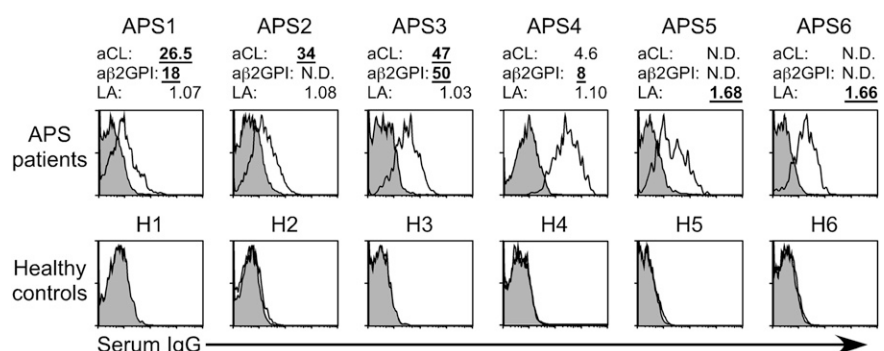 APS1 APS2 APS3 APS4 APS5 APS6
aCL: 26.5 aCL: 34 aCL: 47 aCL: 4.6 aCL: N.D. aCL: N.D.
aβ2GPI: 18 aβ2GPI: N.D. aβ2GPI: 50 aβ2GPI: 8 aβ2GPI: N.D. aβ2GPI: N.D.
LA: 1.07 LA: 1.08 LA: 1.03 LA: 1.10 LA: 1.68 LA: 1.66
APS
patients
H1 H2 H3 H4 H5 H6
Healthy
controls
Serum IgG